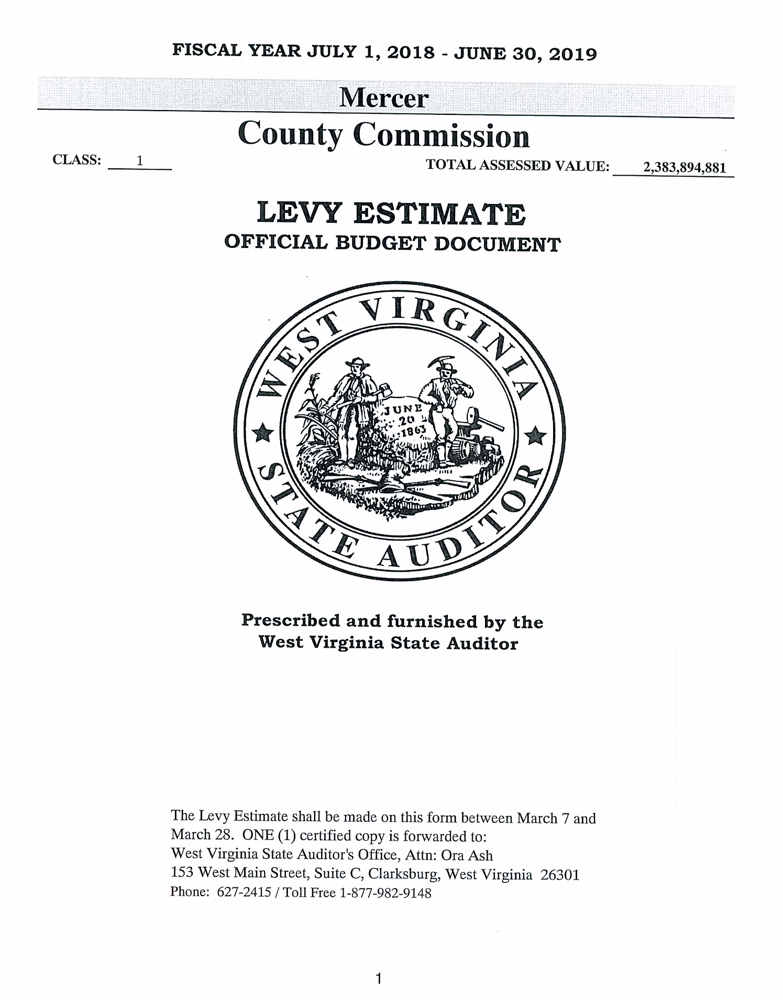 FISCAL YEAR JULY 1, 2018 - JUNE 30, 2019
Mercer
County Commission
CLASS: 1
TOTAL ASSESSED VALUE: 2,383,894,881
LEVY ESTIMATE
OFFICIAL BUDGET DOCUMENT
WEST VIRGINIA
JUNE
20
1863
STATE AUDITOR
Prescribed and furnished by the
West Virginia State Auditor
The Levy Estimate shall be made on this form between March 7 and
March 28. ONE (1) certified copy is forwarded to:
West Virginia State Auditor's Office, Attn: Ora Ash
153 West Main Street, Suite C, Clarksburg, West Virginia 26301
Phone: 627-2415 / Toll Free 1-877-982-9148
1